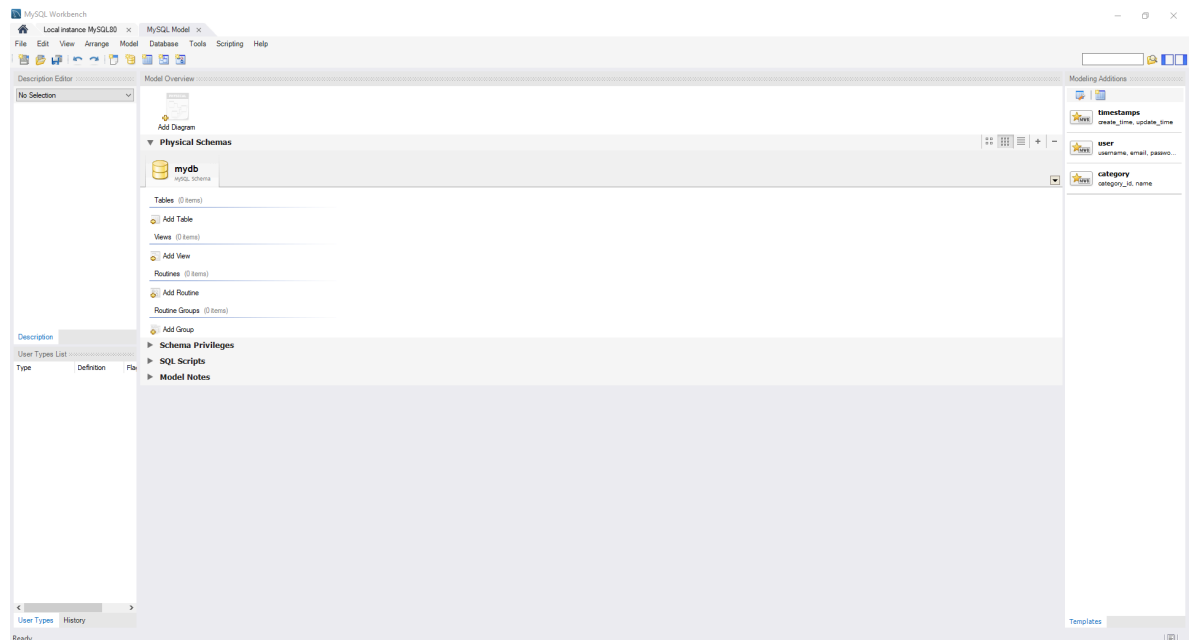 MySQL Workbench
Local instance MySQL80 ×
MySQL Model ×
File Edit View Arrange Model Database Tools Scripting Help
Description Editor
No Selection
Description
User Types List
Type Definition Flag
User Types History
Ready
Model Overview
Add Diagram
Physical Schemas
mydb
MySQL Schema
Tables (0 items)
Add Table
Views (0 items)
Add View
Routines (0 items)
Add Routine
Routine Groups (0 items)
Add Group
Schema Privileges
SQL Scripts
Model Notes
Modeling Additions
timestamps
create_time, update_time
user
username, email, passwo...
category
category_id, name
Templates